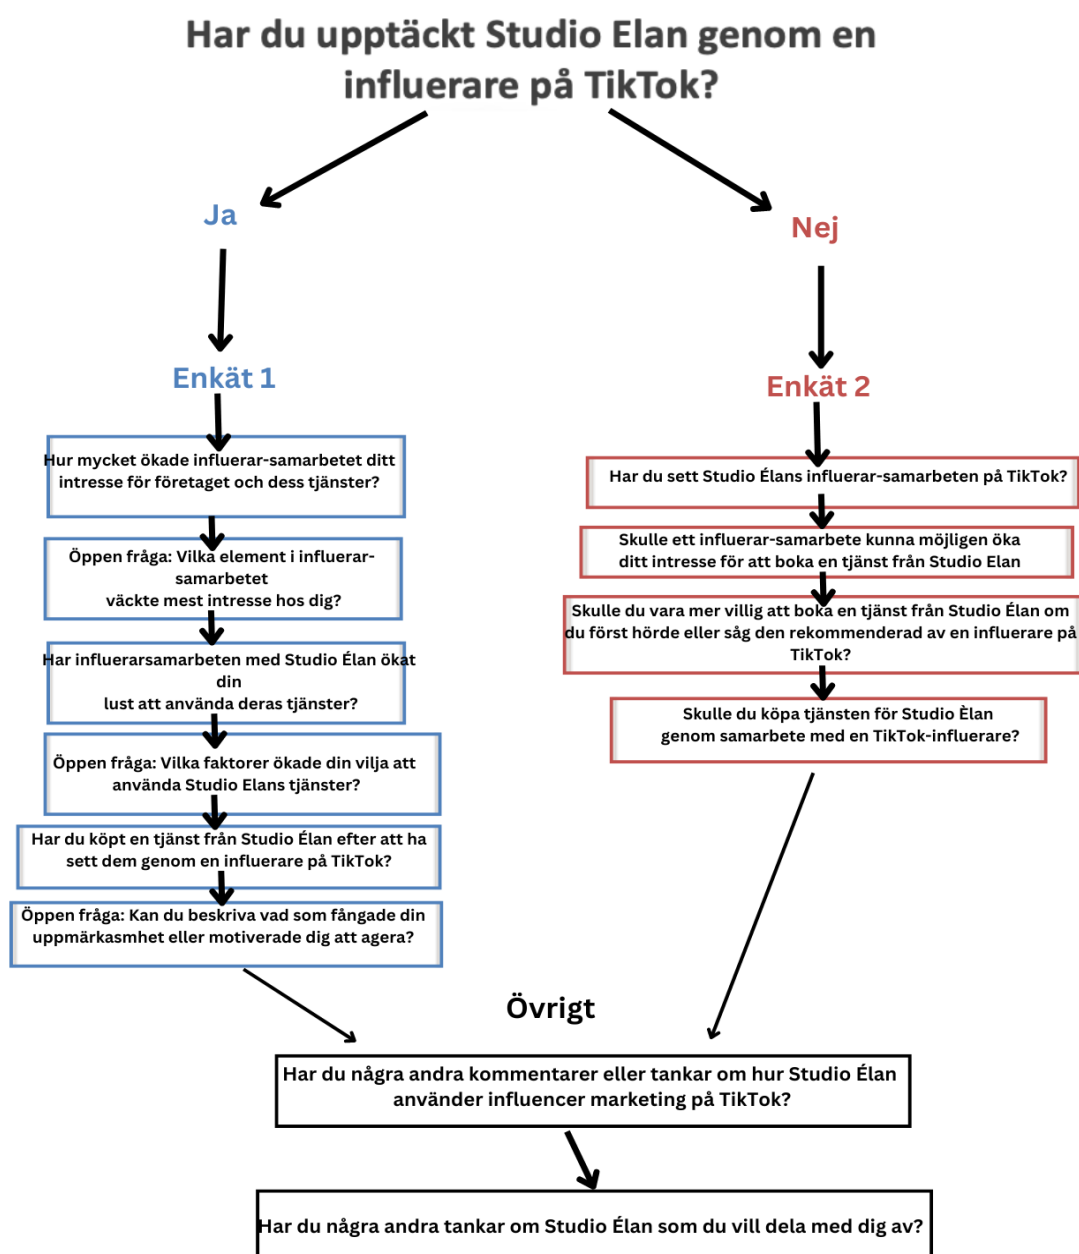 Har du upptäckt Studio Elan genom en
influerare på TikTok?
Ja
Nej
Enkät 1
Enkät 2
Hur mycket ökade influerar-samarbetet ditt
intresse för företaget och dess tjänster?
Öppen fråga: Vilka element i influerar-
samarbetet
väckte mest intresse hos dig?
Har influerarsamarbeten med Studio Élan ökat
din
lust att använda deras tjänster?
Öppen fråga: Vilka faktorer ökade din vilja att
använda Studio Elans tjänster?
Har du köpt en tjänst från Studio Élan efter att ha
sett dem genom en influerare på TikTok?
Öppen fråga: Kan du beskriva vad som fångade din
uppmärkasmhet eller motiverade dig att agera?
Har du sett Studio Élans influerar-samarbeten på TikTok?
Skulle ett influerar-samarbete kunna möjligen öka
ditt intresse för att boka en tjänst från Studio Elan
Skulle du vara mer villig att boka en tjänst från Studio Élan om
du först hörde eller såg den rekommenderad av en influerare på
TikTok?
Skulle du köpa tjänsten för Studio Èlan
genom samarbete med en TikTok-influerare?
Övrigt
Har du några andra kommentarer eller tankar om hur Studio Élan
använder influencer marketing på TikTok?
Har du några andra tankar om Studio Élan som du vill dela med dig av?